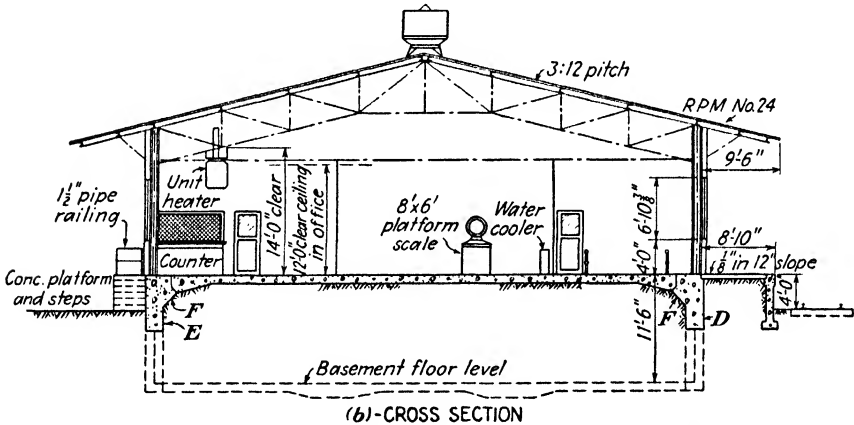 3:12 pitch
RPM No.24
9'-6"
Unit
heater
1½" pipe
railing
14'-0" clear
12'-0" clear ceiling
in office
8'x6'
platform
scale
Water
cooler
6'-10⅜"
8'-10"
Counter
4'-0"
⅛" in 12" slope
Conc. platform
and steps
4'-0"
F
E
F
D
11'-6"
Basement floor level
(b)-CROSS SECTION